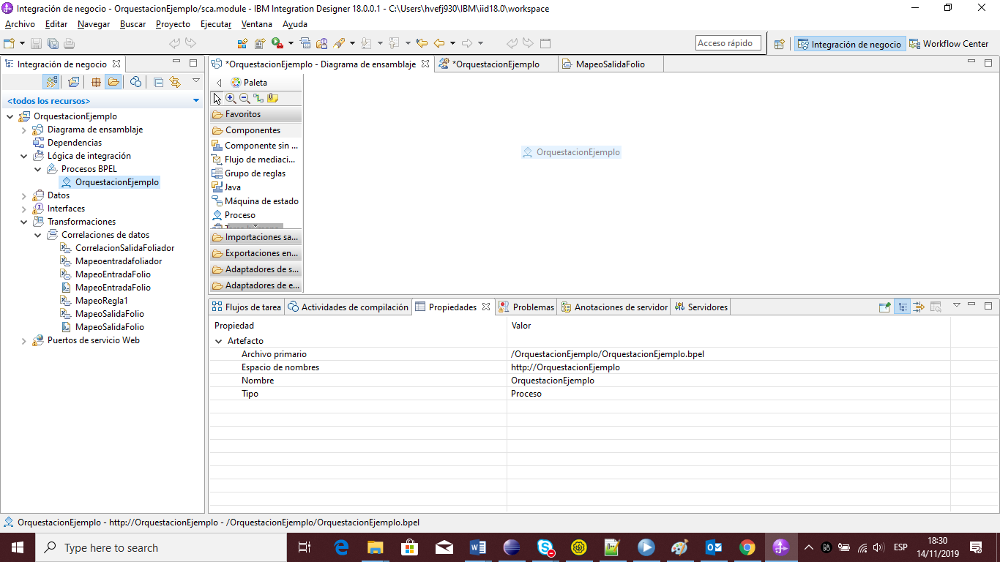 Integración de negocio - OrquestacionEjemplo/sca.module - IBM Integration Designer 18.0.0.1 - C:\Users\hvefj930\IBM\iid18.0\workspace
Archivo Editar Navegar Buscar Proyecto Ejecutar Ventana Ayuda
Acceso rápido Integración de negocio Workflow Center
Integración de negocio
<todos los recursos>
OrquestacionEjemplo
Diagrama de ensamblaje
Dependencias
Lógica de integración
Procesos BPEL
OrquestacionEjemplo
Datos
Interfaces
Transformaciones
Correlaciones de datos
CorrelacionSalidaFoliador
Mapeoentradafoliador
MapeoEntradaFolio
MapeoEntradaFolio
MapeoRegla1
MapeoSalidaFolio
MapeoSalidaFolio
Puertos de servicio Web
*OrquestacionEjemplo - Diagrama de ensamblaje *OrquestacionEjemplo MapeoSalidaFolio
Paleta
Favoritos
Componentes
Componente sin ...
Flujo de mediaci...
Grupo de reglas
Java
Máquina de estado
Proceso
Importaciones sa...
Exportaciones en...
Adaptadores de s...
Adaptadores de e...
OrquestacionEjemplo
Flujos de tarea Actividades de compilación Propiedades Problemas Anotaciones de servidor Servidores
Propiedad Valor
Artefacto
Archivo primario /OrquestacionEjemplo/OrquestacionEjemplo.bpel
Espacio de nombres http://OrquestacionEjemplo
Nombre OrquestacionEjemplo
Tipo Proceso
OrquestacionEjemplo - http://OrquestacionEjemplo - /OrquestacionEjemplo/OrquestacionEjemplo.bpel
Type here to search
ESP
18:30
14/11/2019